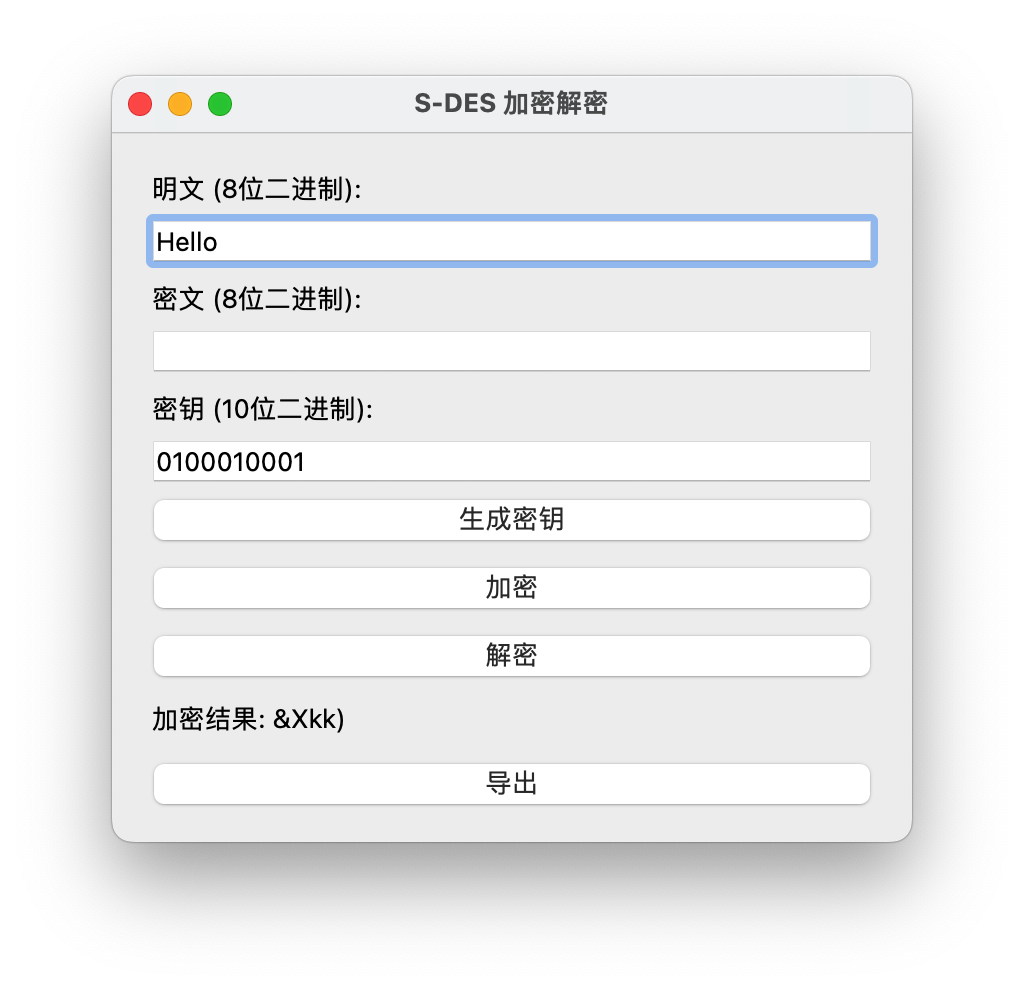 S-DES 加密解密
明文 (8位二进制):
Hello
密文 (8位二进制):
密钥 (10位二进制):
0100010001
生成密钥
加密
解密
加密结果: &Xkk)
导出